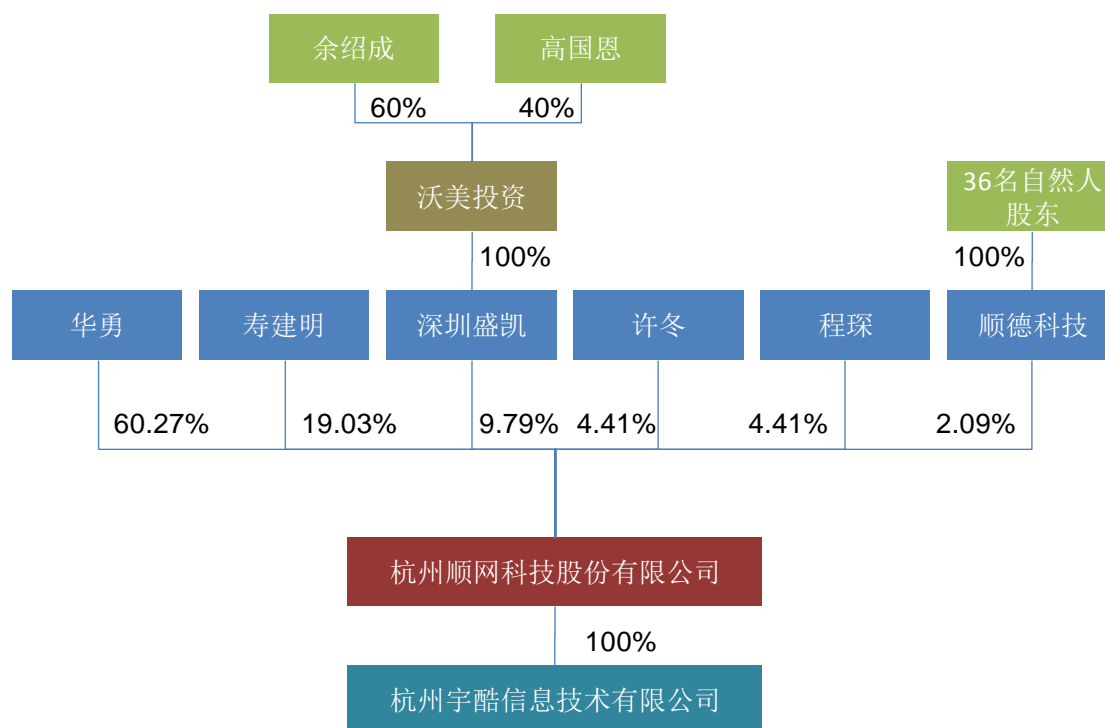 余绍成
高国恩
60%
40%
沃美投资
36名自然人
股东
100%
100%
华勇
寿建明
深圳盛凯
许冬
程琛
顺德科技
60.27%
19.03%
9.79%
4.41%
4.41%
2.09%
杭州顺网科技股份有限公司
100%
杭州宇酷信息技术有限公司